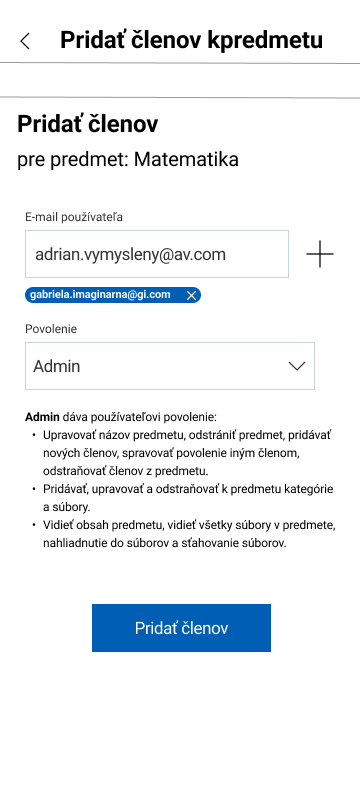 Pridať členov kpredmetu
Pridať členov
pre predmet: Matematika
E-mail používateľa
adrian.vymysleny@av.com
gabriela.imaginarna@gi.com
Povolenie
Admin
Admin dáva používateľovi povolenie:
• Upravovať názov predmetu, odstrániť predmet, pridávať
nových členov, spravovať povolenie iným členom,
odstraňovať členov z predmetu.
• Pridávať, upravovať a odstraňovať k predmetu kategórie
a súbory.
• Vidieť obsah predmetu, vidieť všetky súbory v predmete,
nahliadnutie do súborov a sťahovanie súborov.
Pridať členov